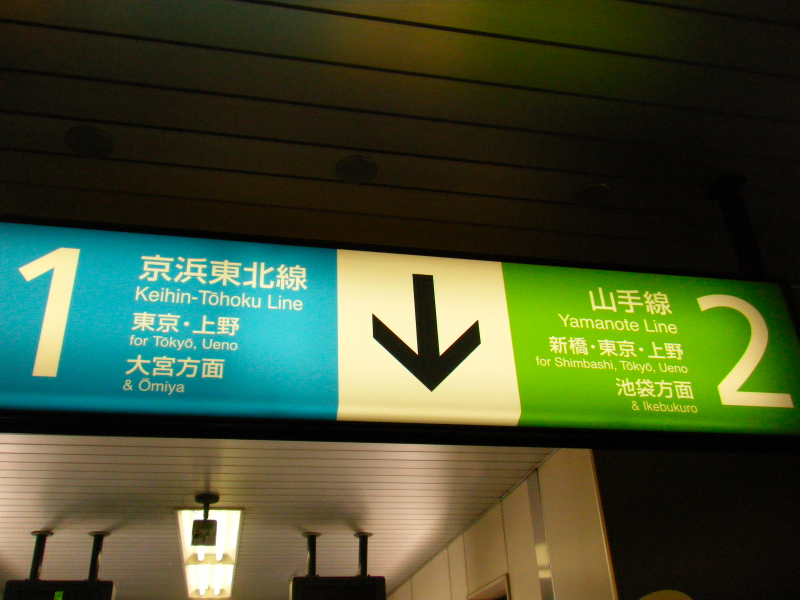 1
京浜東北線
Keihin-Tōhoku Line
東京・上野
for Tōkyō, Ueno
大宮方面
& Ōmiya
山手線
Yamanote Line
新橋・東京・上野
for Shimbashi, Tōkyō, Ueno
池袋方面
& Ikebukuro
2